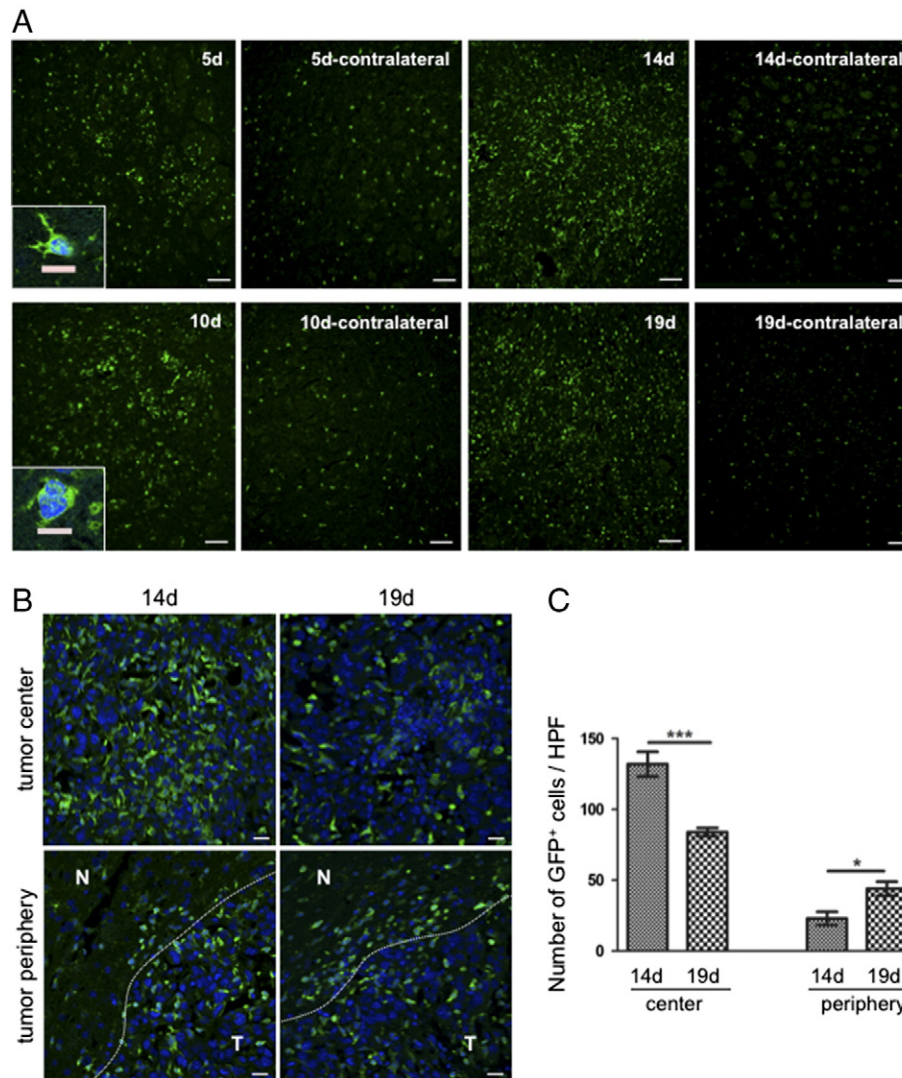 A
5d
5d-contralateral
14d
14d-contralateral
10d
10d-contralateral
19d
19d-contralateral
B
14d
19d
tumor center
tumor periphery
N
N
T
T
C
Number of GFP⁺ cells / HPF
150
100
50
0
***
*
14d 19d 14d 19d
center periphery